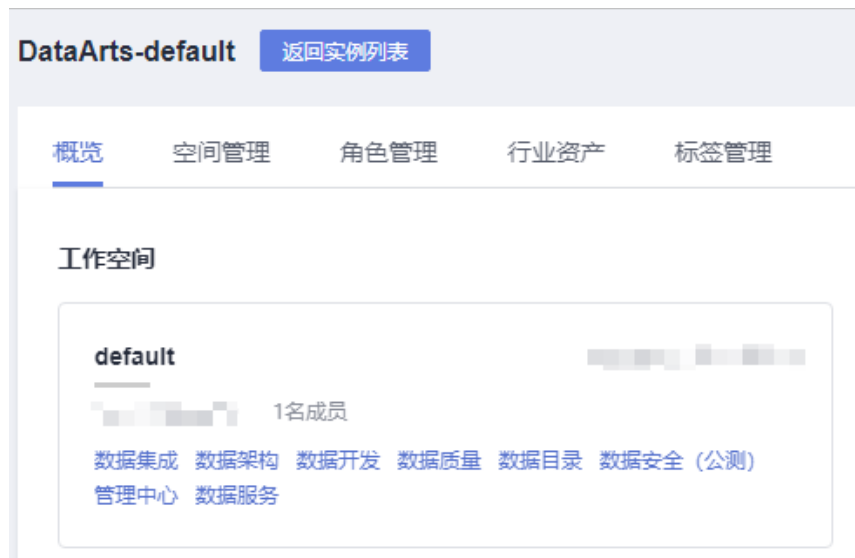 DataArts-default 返回实例列表
概览 空间管理 角色管理 行业资产 标签管理
工作空间
default
1名成员
数据集成 数据架构 数据开发 数据质量 数据目录 数据安全（公测）
管理中心 数据服务